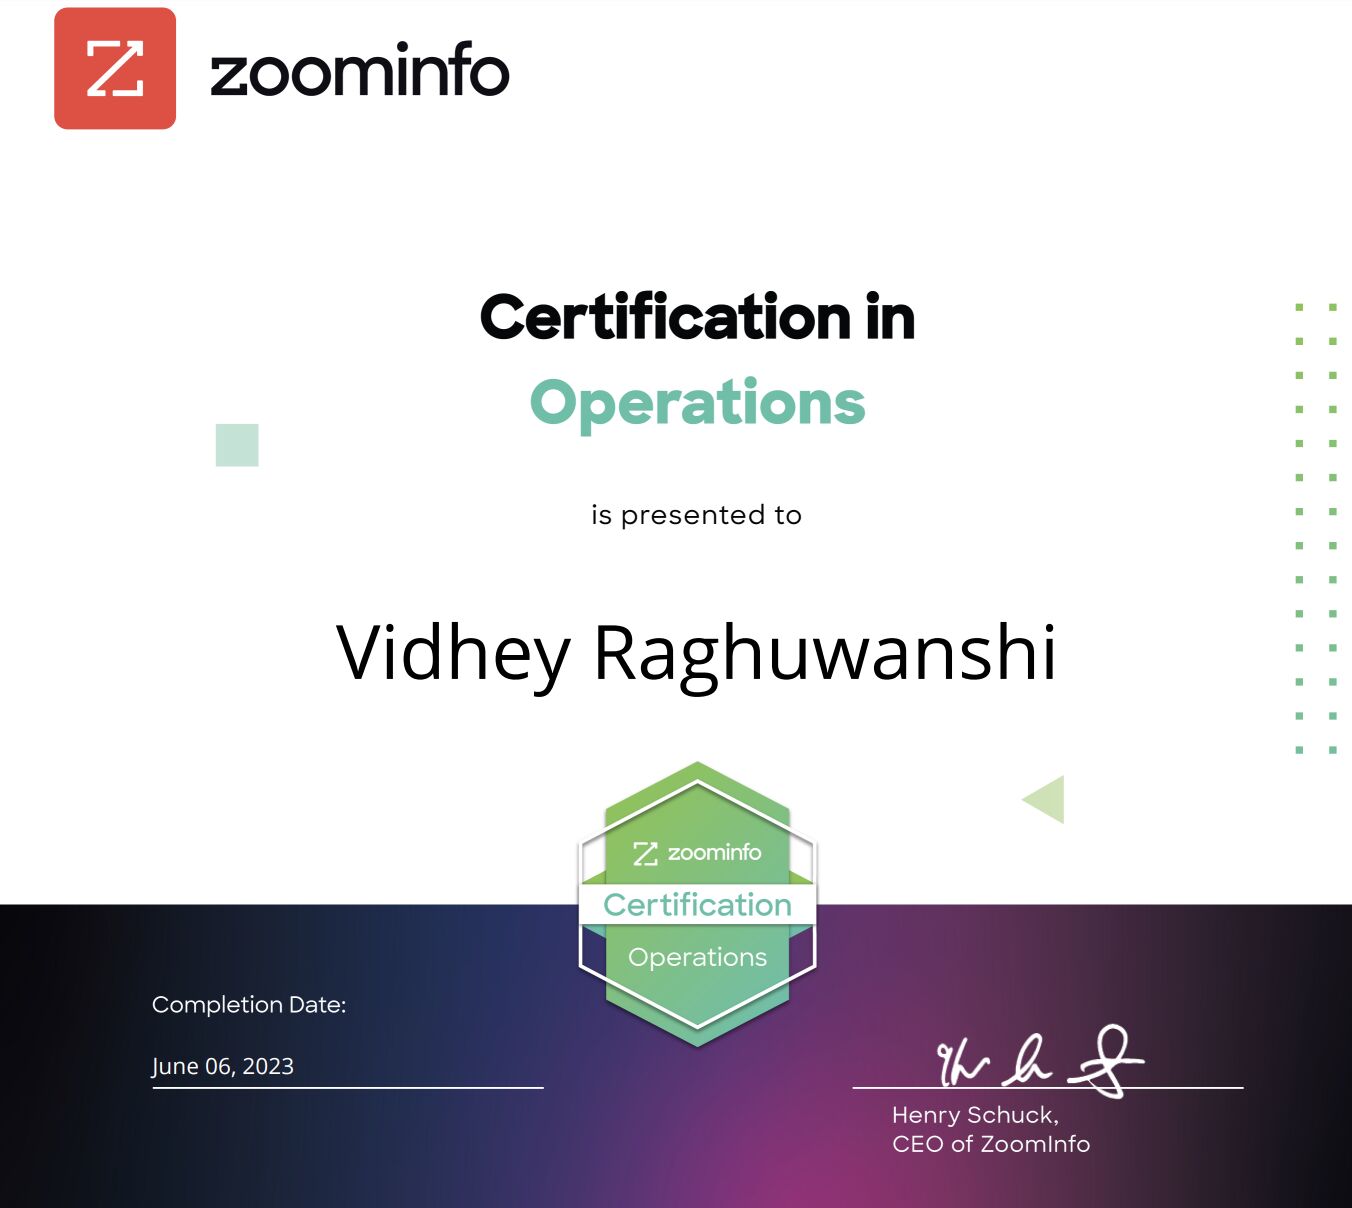 zoominfo
Certification in
Operations
is presented to
Vidhey Raghuwanshi
zoominfo
Certification
Operations
Completion Date:
June 06, 2023
Henry Schuck,
CEO of ZoomInfo